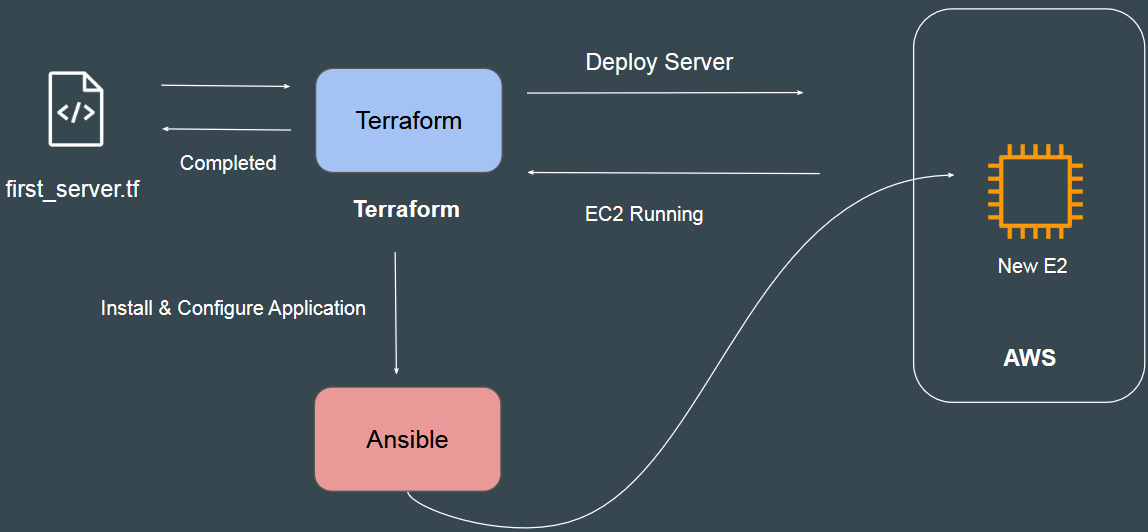 Deploy Server
</>
Terraform
Completed
first_server.tf
Terraform
EC2 Running
New E2
Install & Configure Application
AWS
Ansible